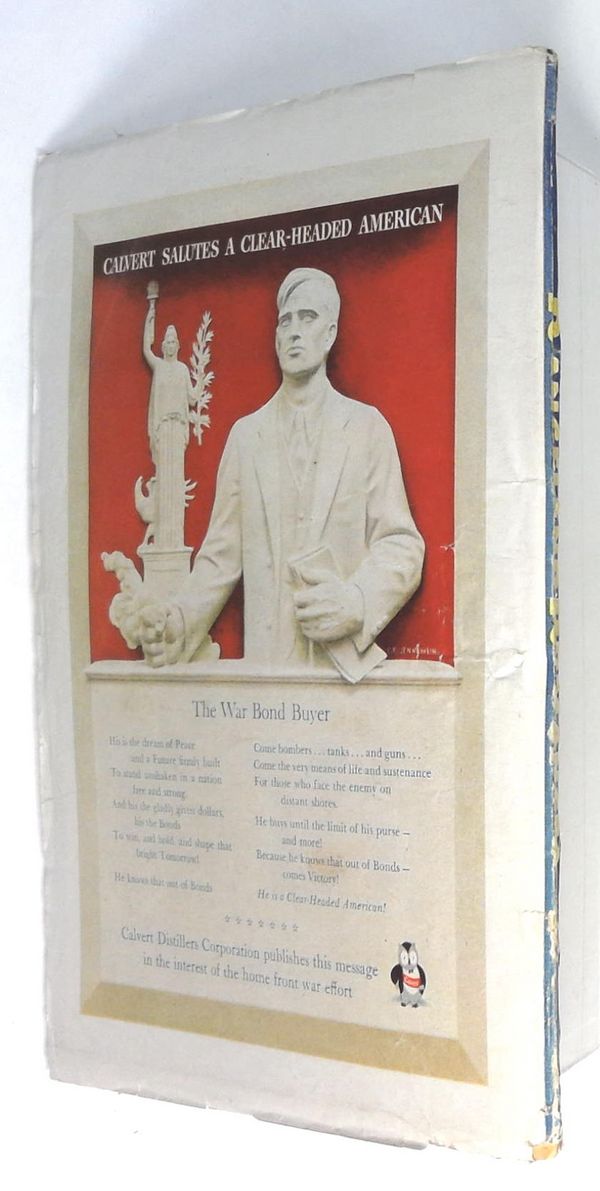 CALVERT SALUTES A CLEAR-HEADED AMERICAN
The War Bond Buyer
His is the dream of Peace
and a Future firmly built
To stand unshaken in a nation
free and strong.
And his the gladly given dollars,
his the Bonds
To win, and hold, and shape that
bright Tomorrow!
He knows that out of Bonds
Come bombers ... tanks ... and guns ...
Come the very means of life and sustenance
For those who face the enemy on
distant shores.
He buys until the limit of his purse —
and more!
Because he knows that out of Bonds —
comes Victory!
He is a Clear-Headed American!
Calvert Distillers Corporation publishes this message
in the interest of the home front war effort